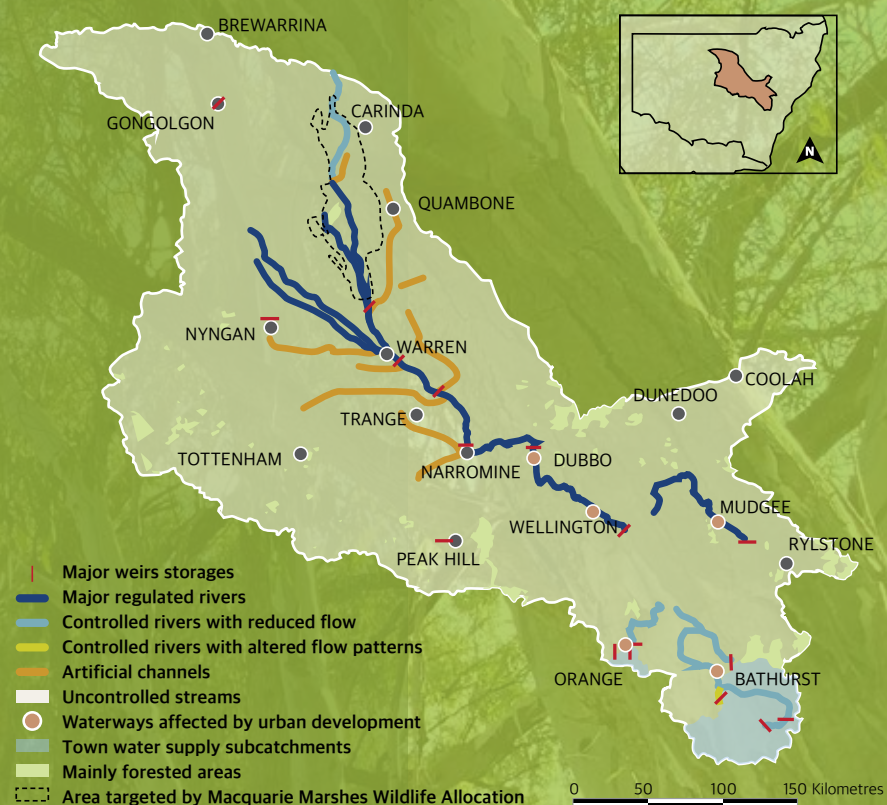 BREWARRINA
GONGOLGON
CARINDA
QUAMBONE
N
NYNGAN
WARREN
COOLAH
DUNEDOO
TRANGE
TOTTENHAM
NARROMINE
DUBBO
WELLINGTON
MUDGEE
RYLSTONE
PEAK HILL
ORANGE
BATHURST
Major weirs storages
Major regulated rivers
Controlled rivers with reduced flow
Controlled rivers with altered flow patterns
Artificial channels
Uncontrolled streams
Waterways affected by urban development
Town water supply subcatchments
Mainly forested areas
Area targeted by Macquarie Marshes Wildlife Allocation
0 50 100 150 Kilometres